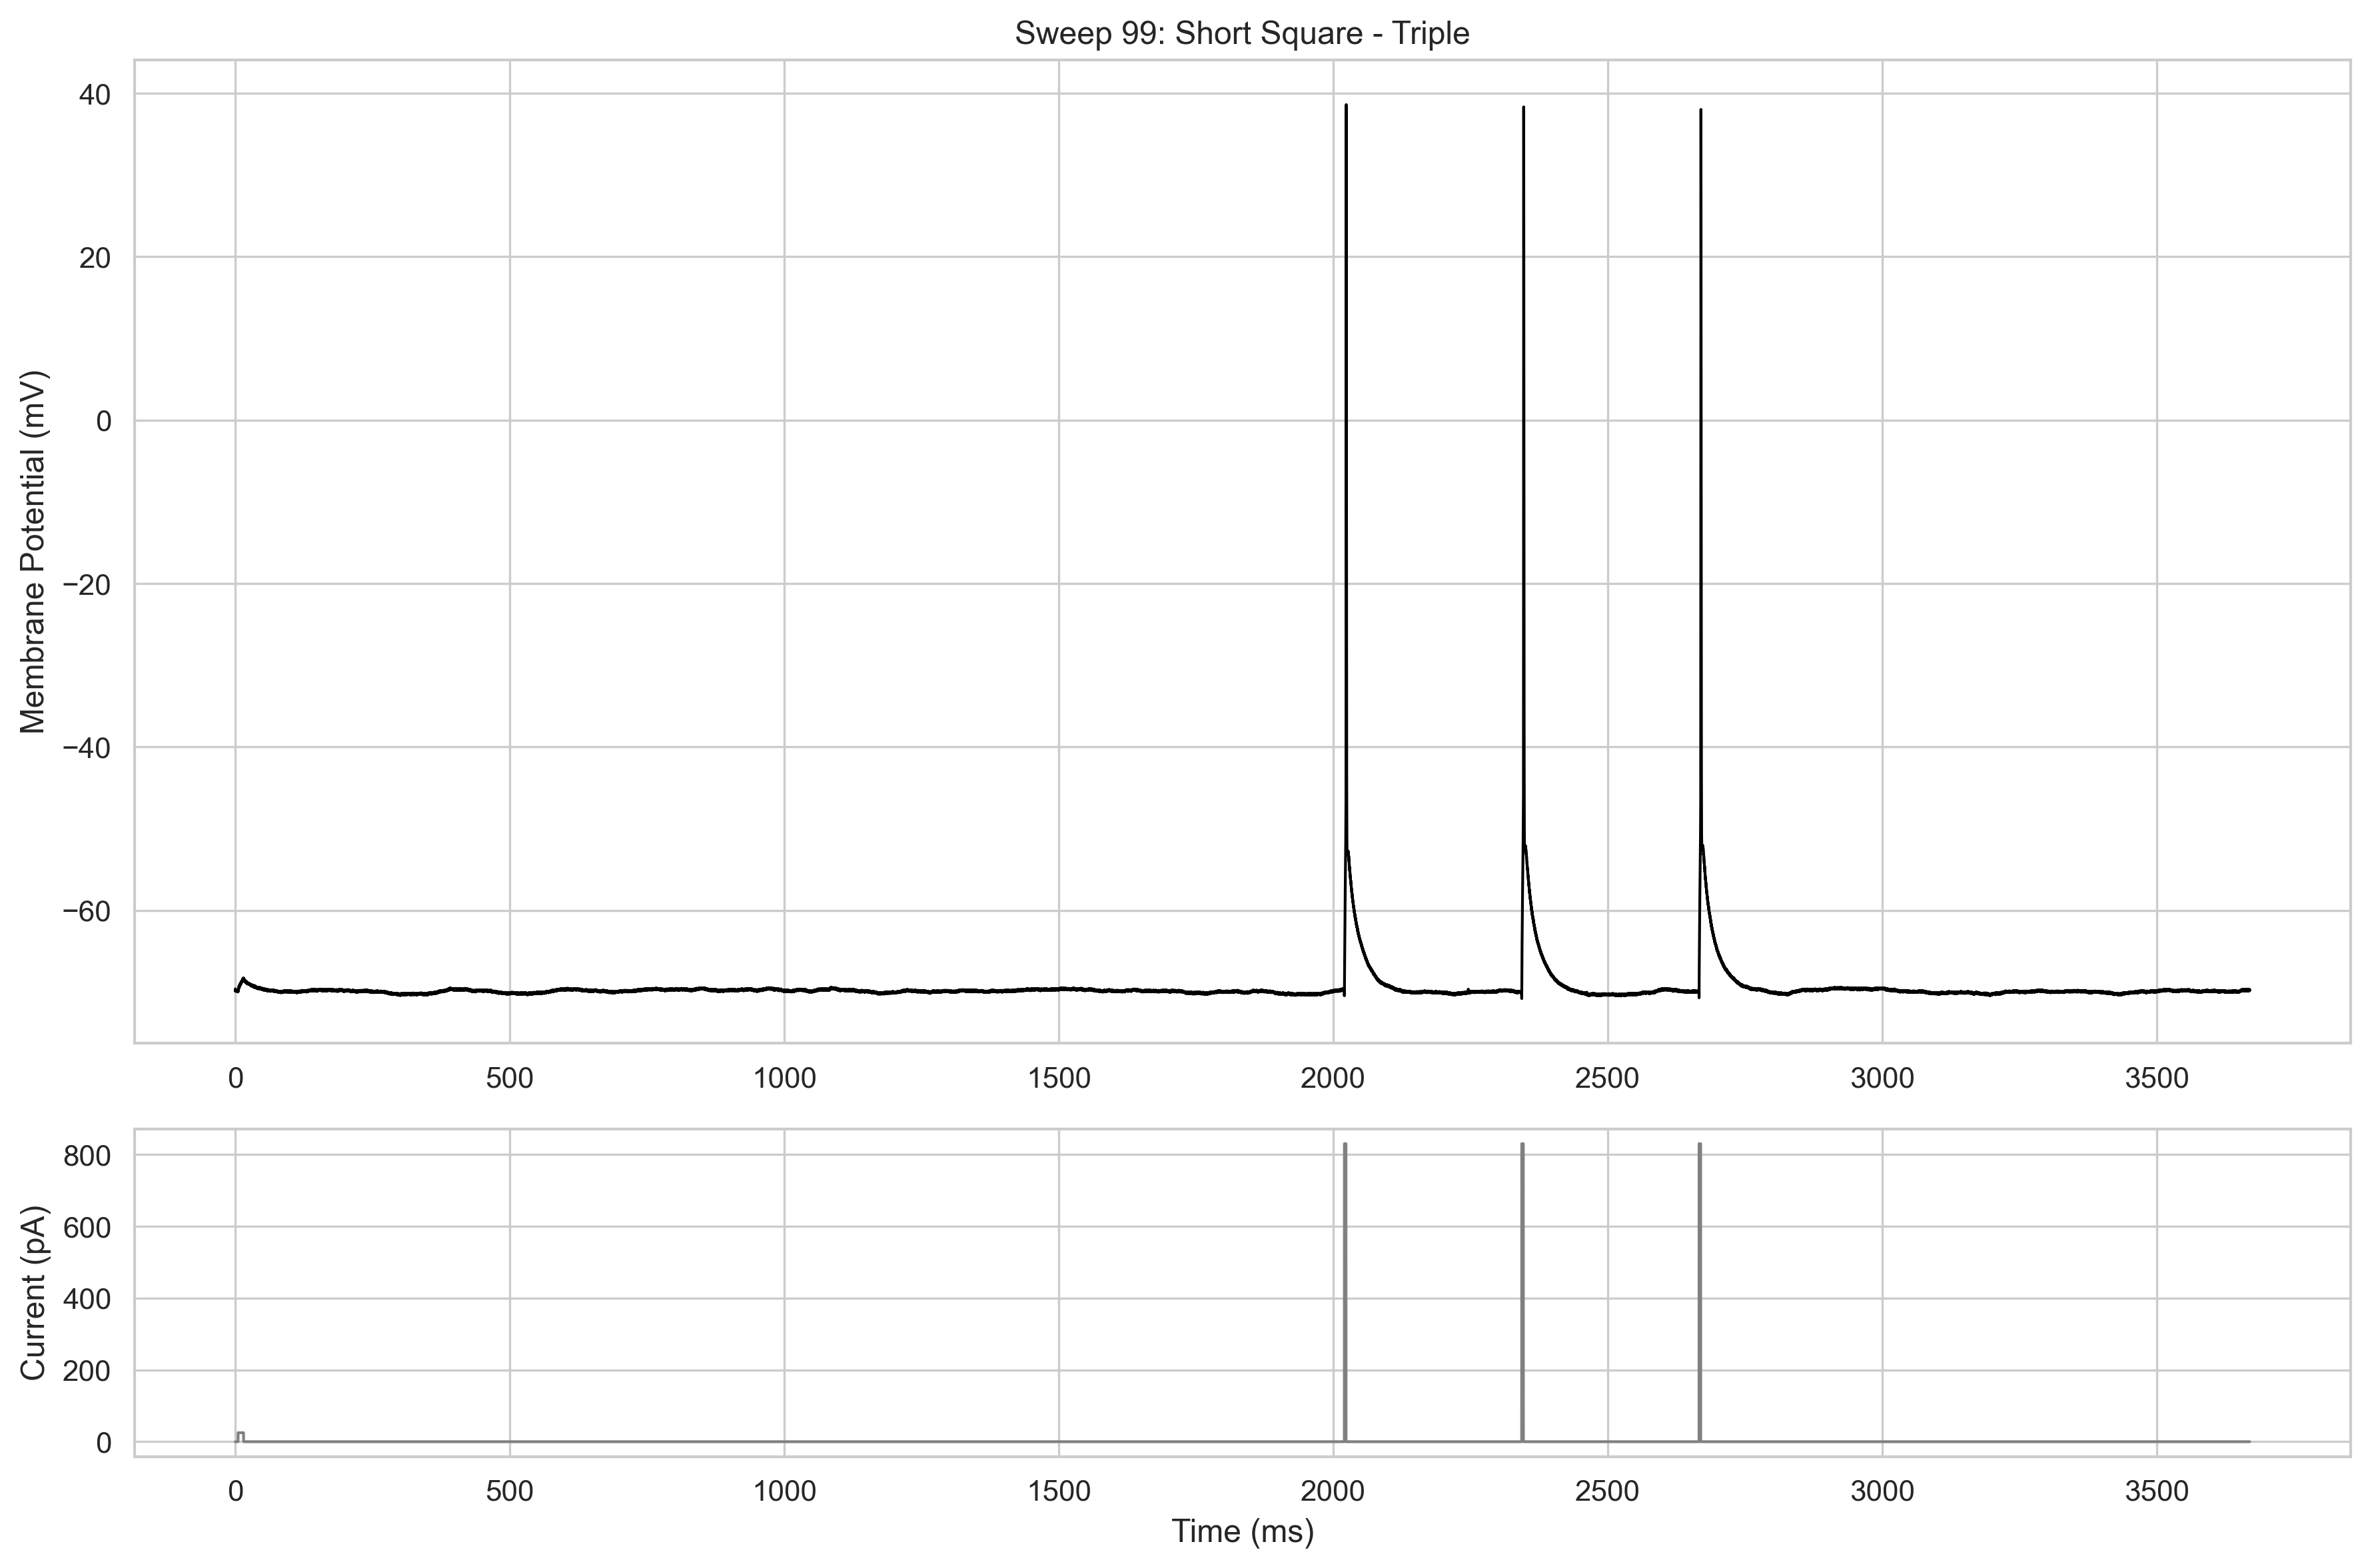 Sweep 99: Short Square - Triple
Membrane Potential (mV)
40
20
0
−20
−40
−60
0 500 1000 1500 2000 2500 3000 3500
Current (pA)
800
600
400
200
0
0 500 1000 1500 2000 2500 3000 3500
Time (ms)